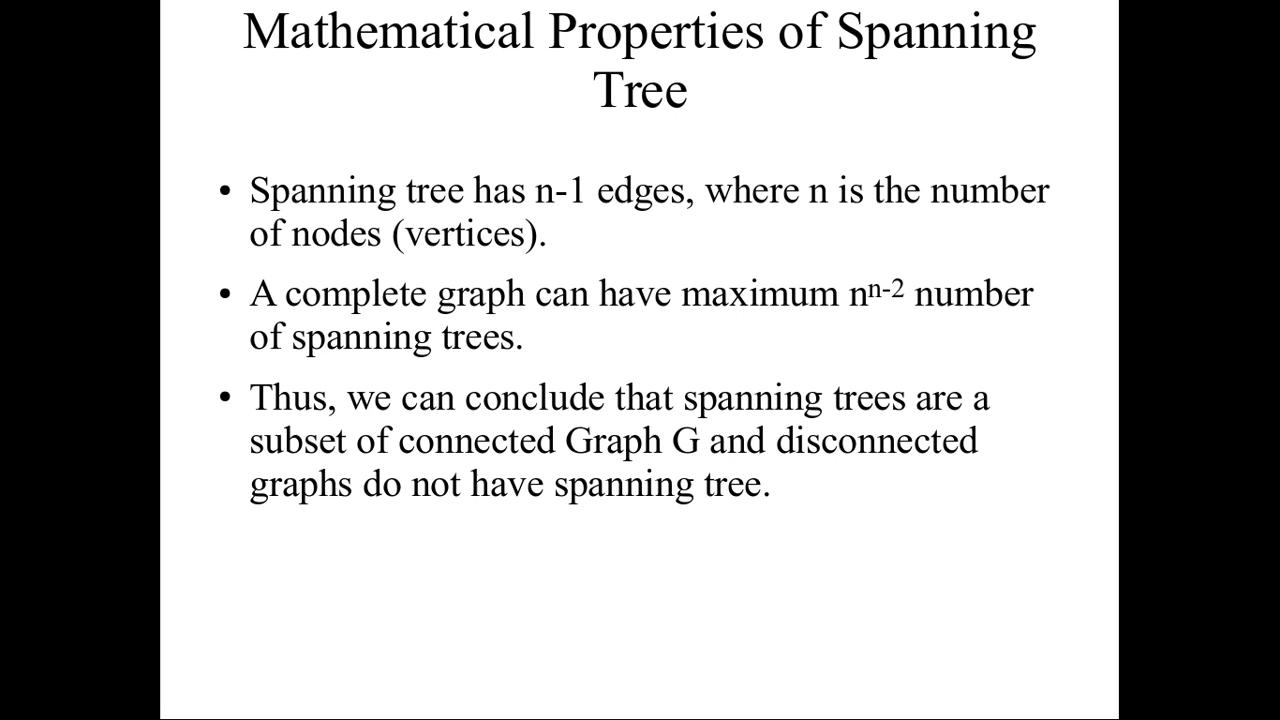 Mathematical Properties of Spanning
Tree
• Spanning tree has n-1 edges, where n is the number
of nodes (vertices).
• A complete graph can have maximum nⁿ⁻² number
of spanning trees.
• Thus, we can conclude that spanning trees are a
subset of connected Graph G and disconnected
graphs do not have spanning tree.